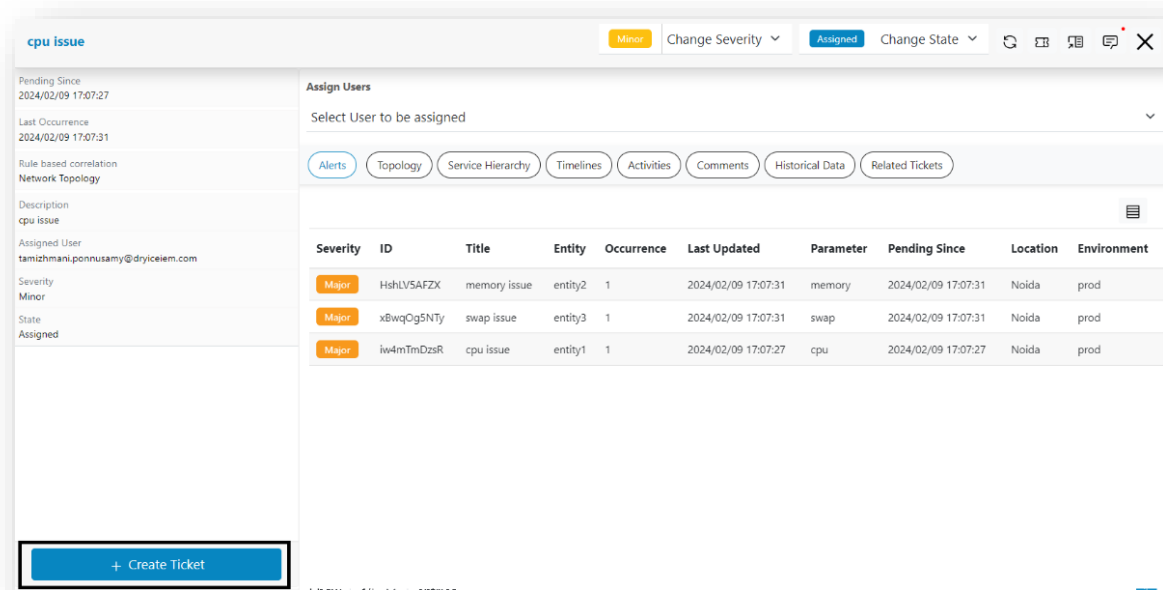 cpu issue
Minor Change Severity Assigned Change State
Pending Since
2024/02/09 17:07:27
Last Occurrence
2024/02/09 17:07:31
Rule based correlation
Network Topology
Description
cpu issue
Assigned User
tamizhmani.ponnusamy@dryiceiem.com
Severity
Minor
State
Assigned
+ Create Ticket
Assign Users
Select User to be assigned
Alerts Topology Service Hierarchy Timelines Activities Comments Historical Data Related Tickets
Severity ID Title Entity Occurrence Last Updated Parameter Pending Since Location Environment
Major HshLV5AFZX memory issue entity2 1 2024/02/09 17:07:31 memory 2024/02/09 17:07:31 Noida prod
Major xBwqOg5NTy swap issue entity3 1 2024/02/09 17:07:31 swap 2024/02/09 17:07:31 Noida prod
Major iw4mTmDzsR cpu issue entity1 1 2024/02/09 17:07:27 cpu 2024/02/09 17:07:27 Noida prod